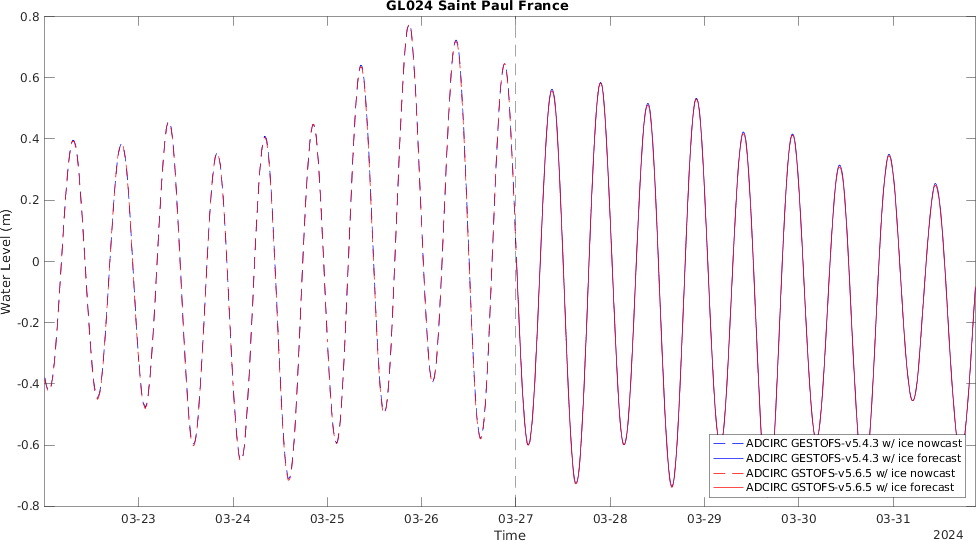 GL024 Saint Paul France
0.8
0.6
0.4
0.2
0
-0.2
-0.4
-0.6
-0.8
Water Level (m)
ADCIRC GESTOFS-v5.4.3 w/ ice nowcast
ADCIRC GESTOFS-v5.4.3 w/ ice forecast
ADCIRC GSTOFS-v5.6.5 w/ ice nowcast
ADCIRC GSTOFS-v5.6.5 w/ ice forecast
03-23 03-24 03-25 03-26 03-27 03-28 03-29 03-30 03-31
Time
2024